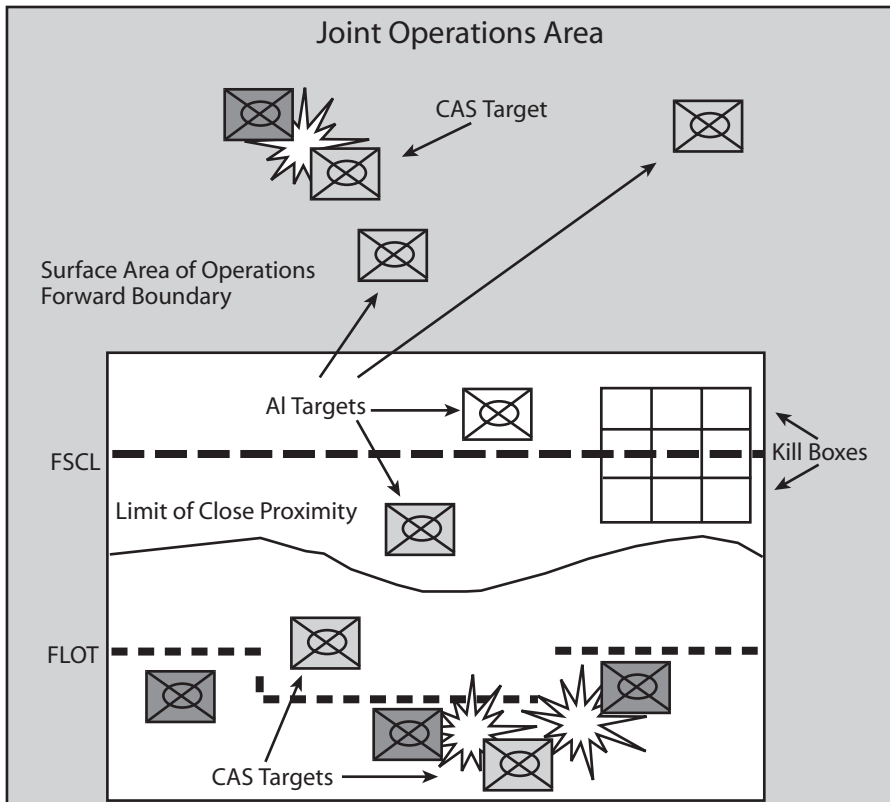 Joint Operations Area
CAS Target
Surface Area of Operations
Forward Boundary
AI Targets
Kill Boxes
FSCL
Limit of Close Proximity
FLOT
CAS Targets